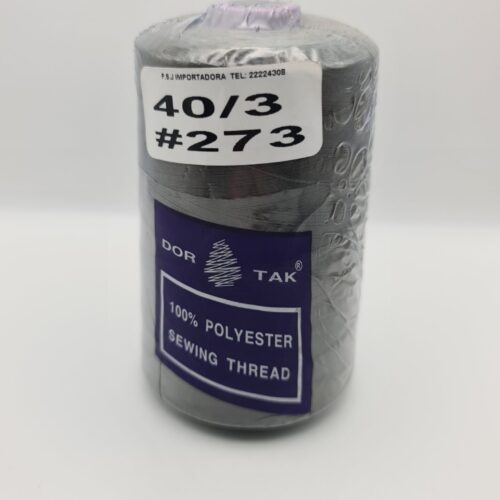 P.S.J IMPORTADORA TEL: 22224308
40/3
#273
DOR TAK®
100% POLYESTER
SEWING THREAD